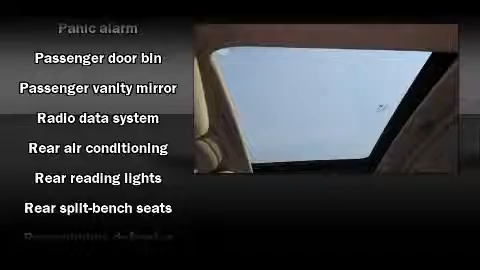 Panic alarm
Passenger door bin
Passenger vanity mirror
Radio data system
Rear air conditioning
Rear reading lights
Rear split-bench seats